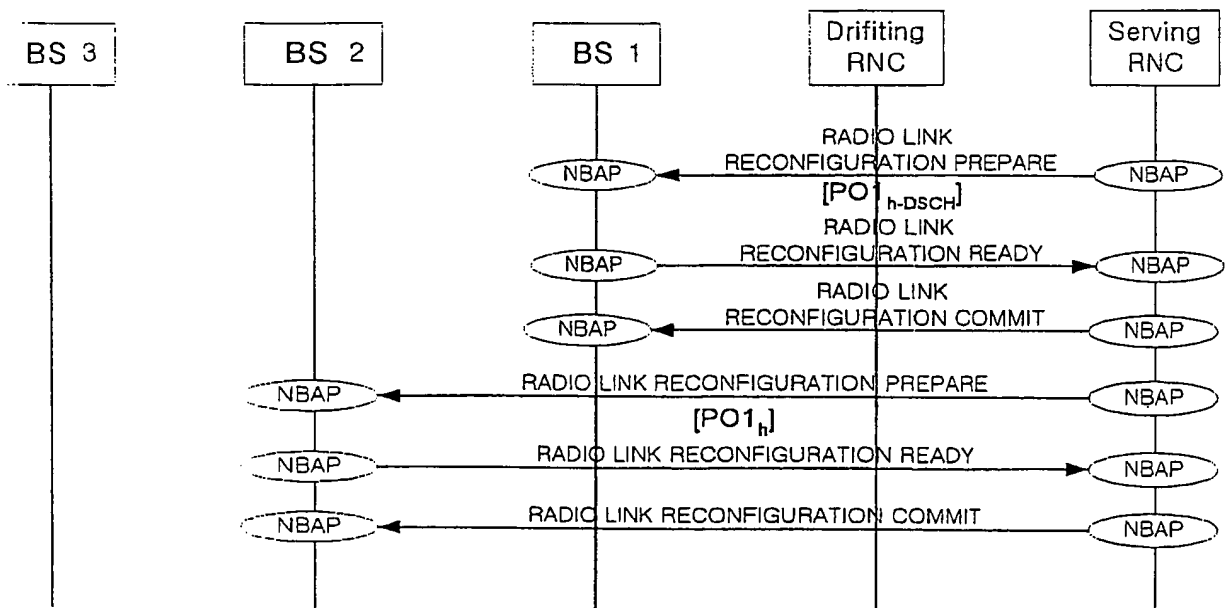 BS 3
BS 2
BS 1
Drifiting
RNC
Serving
RNC
RADIO LINK
RECONFIGURATION PREPARE
NBAP
NBAP
[PO1h-DSCH]
RADIO LINK
RECONFIGURATION READY
NBAP
NBAP
RADIO LINK
RECONFIGURATION COMMIT
NBAP
NBAP
RADIO LINK RECONFIGURATION PREPARE
NBAP
NBAP
[PO1h]
RADIO LINK RECONFIGURATION READY
NBAP
NBAP
RADIO LINK RECONFIGURATION COMMIT
NBAP
NBAP